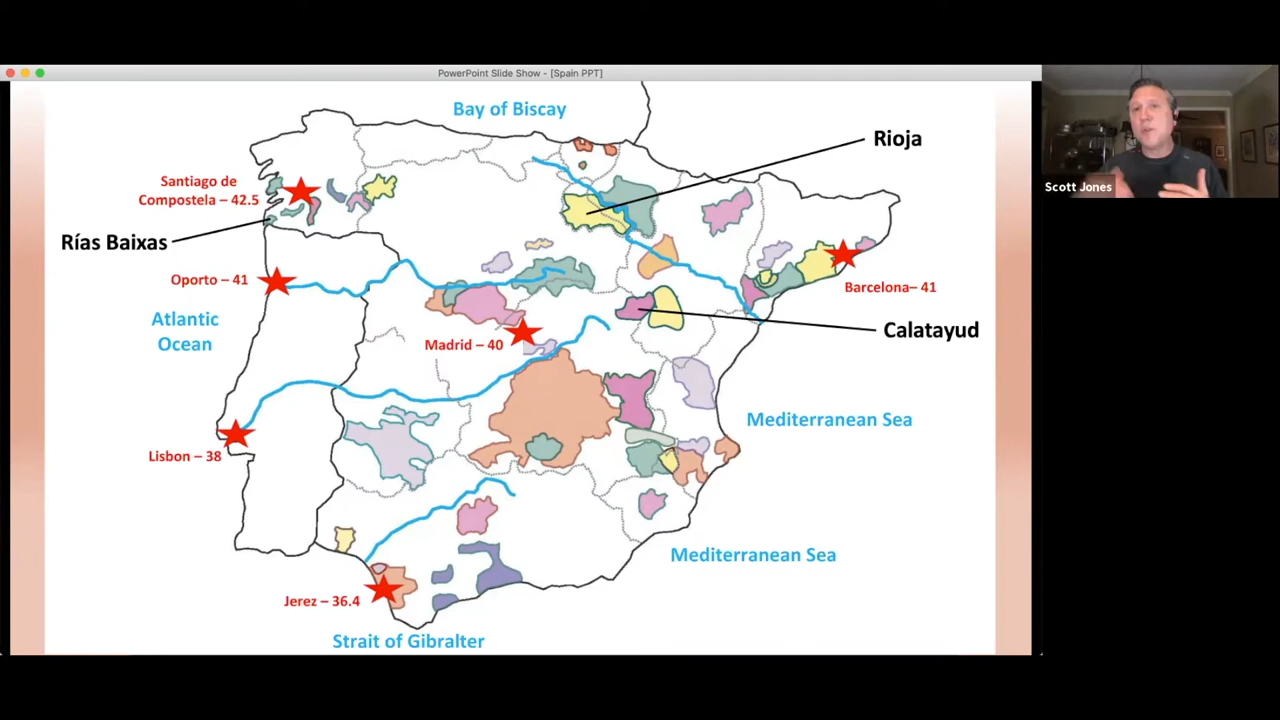 PowerPoint Slide Show - [Spain PPT]
Bay of Biscay
Rioja
Santiago de
Compostela – 42.5
Scott Jones
Rías Baixas
Oporto – 41
Barcelona– 41
Atlantic
Ocean
Madrid – 40
Calatayud
Mediterranean Sea
Lisbon – 38
Mediterranean Sea
Jerez – 36.4
Strait of Gibralter